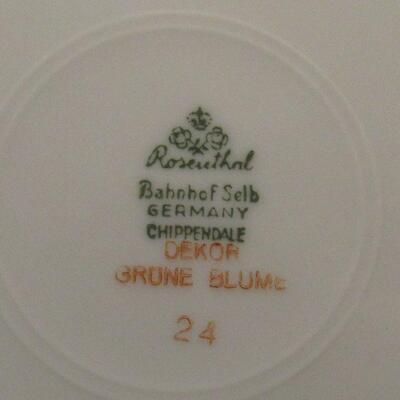 Rosenthal
Bahnhof Selb
GERMANY
CHIPPENDALE
DEKOR
GRÜNE BLUME
24